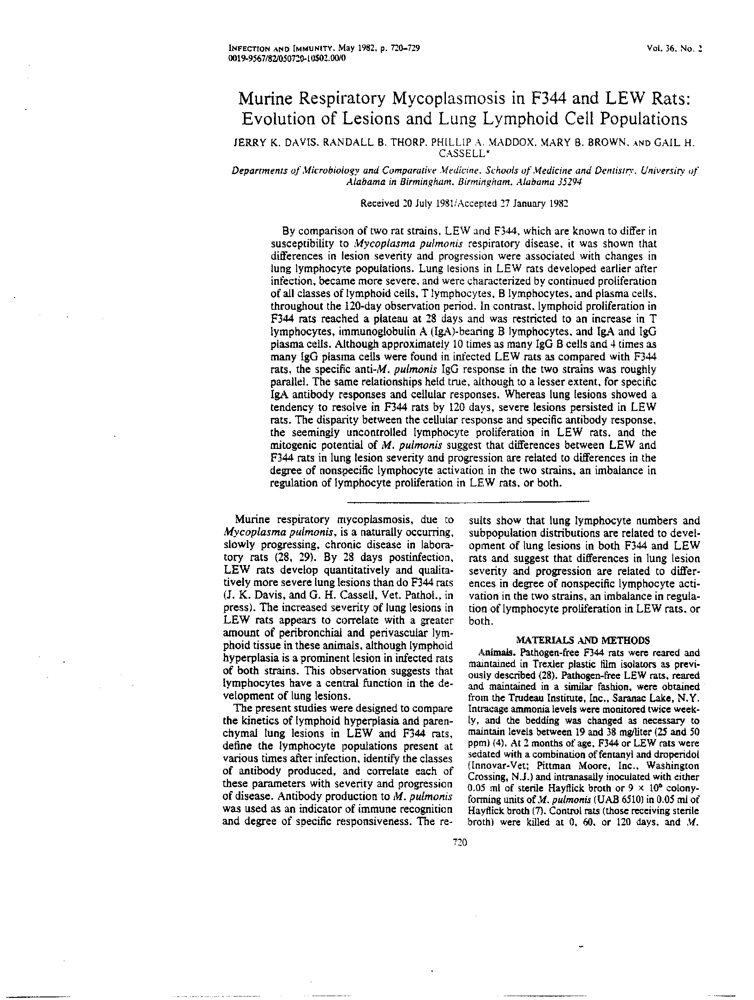 INFECTION AND IMMUNITY, May 1982, p. 720-729
0019-9567/82/050720-10$02.00/0
Vol. 36, No. 2
Murine Respiratory Mycoplasmosis in F344 and LEW Rats:
Evolution of Lesions and Lung Lymphoid Cell Populations
JERRY K. DAVIS, RANDALL B. THORP, PHILLIP A. MADDOX, MARY B. BROWN, AND GAIL H.
CASSELL*
Departments of Microbiology and Comparative Medicine, Schools of Medicine and Dentistry, University of
Alabama in Birmingham, Birmingham, Alabama 35294
Received 20 July 1981/Accepted 27 January 1982
By comparison of two rat strains, LEW and F344, which are known to differ in
susceptibility to Mycoplasma pulmonis respiratory disease, it was shown that
differences in lesion severity and progression were associated with changes in
lung lymphocyte populations. Lung lesions in LEW rats developed earlier after
infection, became more severe, and were characterized by continued proliferation
of all classes of lymphoid cells, T lymphocytes, B lymphocytes, and plasma cells,
throughout the 120-day observation period. In contrast, lymphoid proliferation in
F344 rats reached a plateau at 28 days and was restricted to an increase in T
lymphocytes, immunoglobulin A (IgA)-bearing B lymphocytes, and IgA and IgG
plasma cells. Although approximately 10 times as many IgG B cells and 4 times as
many IgG plasma cells were found in infected LEW rats as compared with F344
rats, the specific anti-M. pulmonis IgG response in the two strains was roughly
parallel. The same relationships held true, although to a lesser extent, for specific
IgA antibody responses and cellular responses. Whereas lung lesions showed a
tendency to resolve in F344 rats by 120 days, severe lesions persisted in LEW
rats. The disparity between the cellular response and specific antibody response,
the seemingly uncontrolled lymphocyte proliferation in LEW rats, and the
mitogenic potential of M. pulmonis suggest that differences between LEW and
F344 rats in lung lesion severity and progression are related to differences in the
degree of nonspecific lymphocyte activation in the two strains, an imbalance in
regulation of lymphocyte proliferation in LEW rats, or both.
Murine respiratory mycoplasmosis, due to
Mycoplasma pulmonis, is a naturally occurring,
slowly progressing, chronic disease in labora-
tory rats (28, 29). By 28 days postinfection,
LEW rats develop quantitatively and qualita-
tively more severe lung lesions than do F344 rats
(J. K. Davis, and G. H. Cassell, Vet. Pathol., in
press). The increased severity of lung lesions in
LEW rats appears to correlate with a greater
amount of peribronchial and perivascular lym-
phoid tissue in these animals, although lymphoid
hyperplasia is a prominent lesion in infected rats
of both strains. This observation suggests that
lymphocytes have a central function in the de-
velopment of lung lesions.
The present studies were designed to compare
the kinetics of lymphoid hyperplasia and paren-
chymal lung lesions in LEW and F344 rats,
define the lymphocyte populations present at
various times after infection, identify the classes
of antibody produced, and correlate each of
these parameters with severity and progression
of disease. Antibody production to M. pulmonis
was used as an indicator of immune recognition
and degree of specific responsiveness. The re-
sults show that lung lymphocyte numbers and
subpopulation distributions are related to devel-
opment of lung lesions in both F344 and LEW
rats and suggest that differences in lung lesion
severity and progression are related to differ-
ences in degree of nonspecific lymphocyte acti-
vation in the two strains, an imbalance in regula-
tion of lymphocyte proliferation in LEW rats, or
both.
MATERIALS AND METHODS
Animals. Pathogen-free F344 rats were reared and
maintained in Trexler plastic film isolators as previ-
ously described (28). Pathogen-free LEW rats, reared
and maintained in a similar fashion, were obtained
from the Trudeau Institute, Inc., Saranac Lake, N.Y.
Intracage ammonia levels were monitored twice week-
ly, and the bedding was changed as necessary to
maintain levels between 19 and 38 mg/liter (25 and 50
ppm) (4). At 2 months of age, F344 or LEW rats were
sedated with a combination of fentanyl and droperidol
(Innovar-Vet; Pittman Moore, Inc., Washington
Crossing, N.J.) and intranasally inoculated with either
0.05 ml of sterile Hayflick broth or 9 × 10⁶ colony-
forming units of M. pulmonis (UAB 6510) in 0.05 ml of
Hayflick broth (7). Control rats (those receiving sterile
broth) were killed at 0, 60, or 120 days, and M.
720